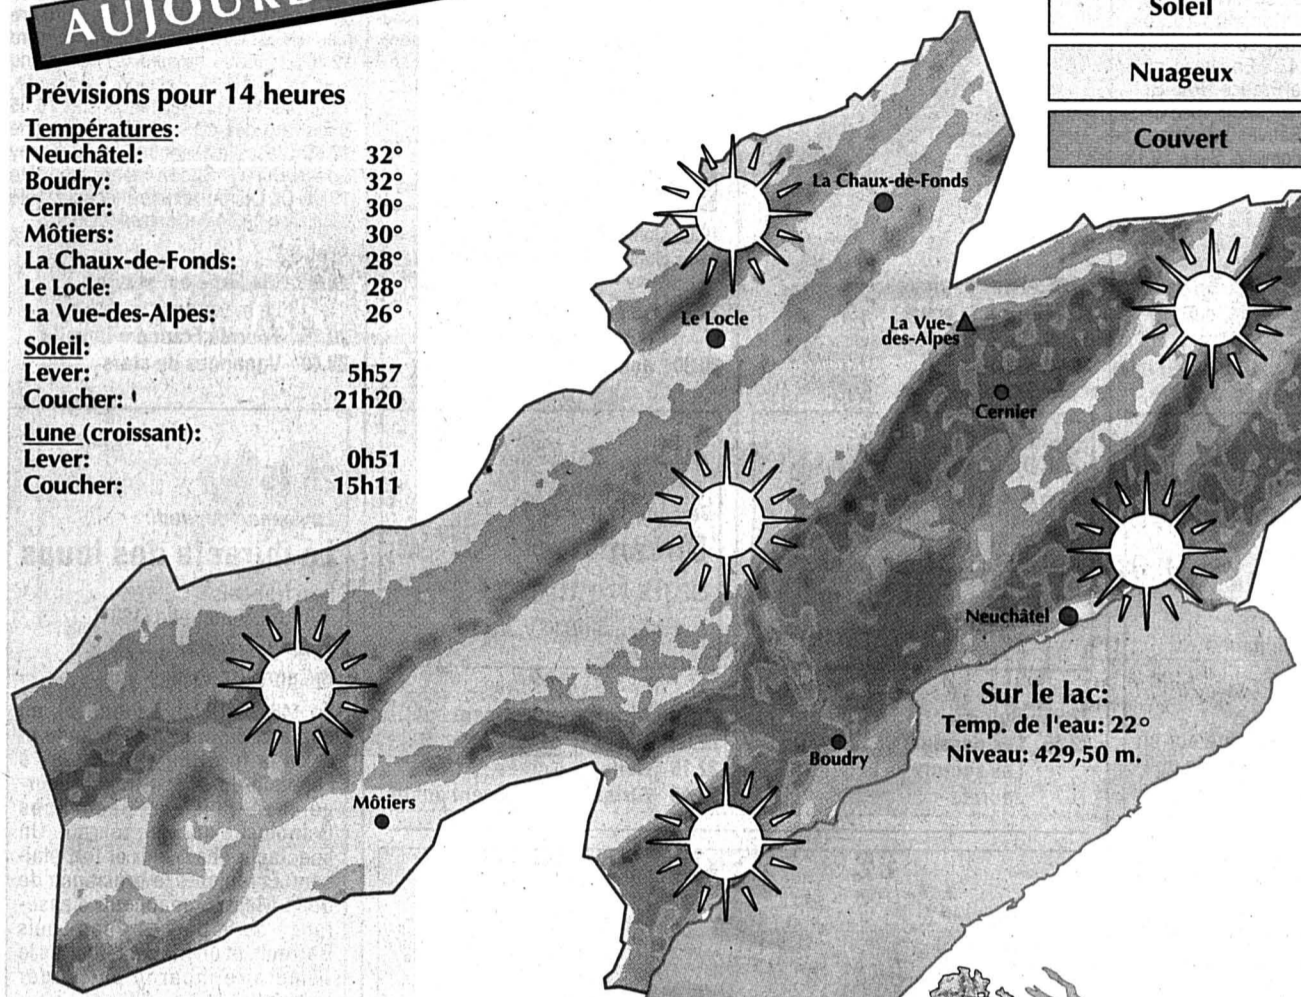 AUJOURD
Prévisions pour 14 heures
Températures:
Neuchâtel: 32°
Boudry: 32°
Cernier: 30°
Môtiers: 30°
La Chaux-de-Fonds: 28°
Le Locle: 28°
La Vue-des-Alpes: 26°
Soleil:
Lever: 5h57
Coucher: 21h20
Lune (croissant):
Lever: 0h51
Coucher: 15h11
Soleil
Nuageux
Couvert
La Chaux-de-Fonds
Le Locle
La Vue-
des-Alpes
Cernier
Neuchâtel
Sur le lac:
Temp. de l'eau: 22°
Niveau: 429,50 m.
Boudry
Môtiers